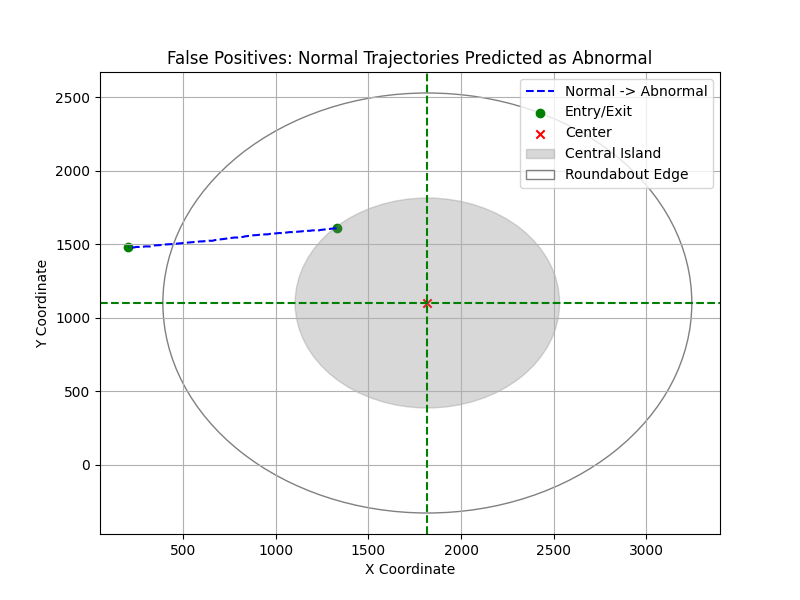 False Positives: Normal Trajectories Predicted as Abnormal
Normal -> Abnormal
Entry/Exit
Center
Central Island
Roundabout Edge
Y Coordinate
2500
2000
1500
1000
500
0
500
1000
1500
2000
2500
3000
X Coordinate